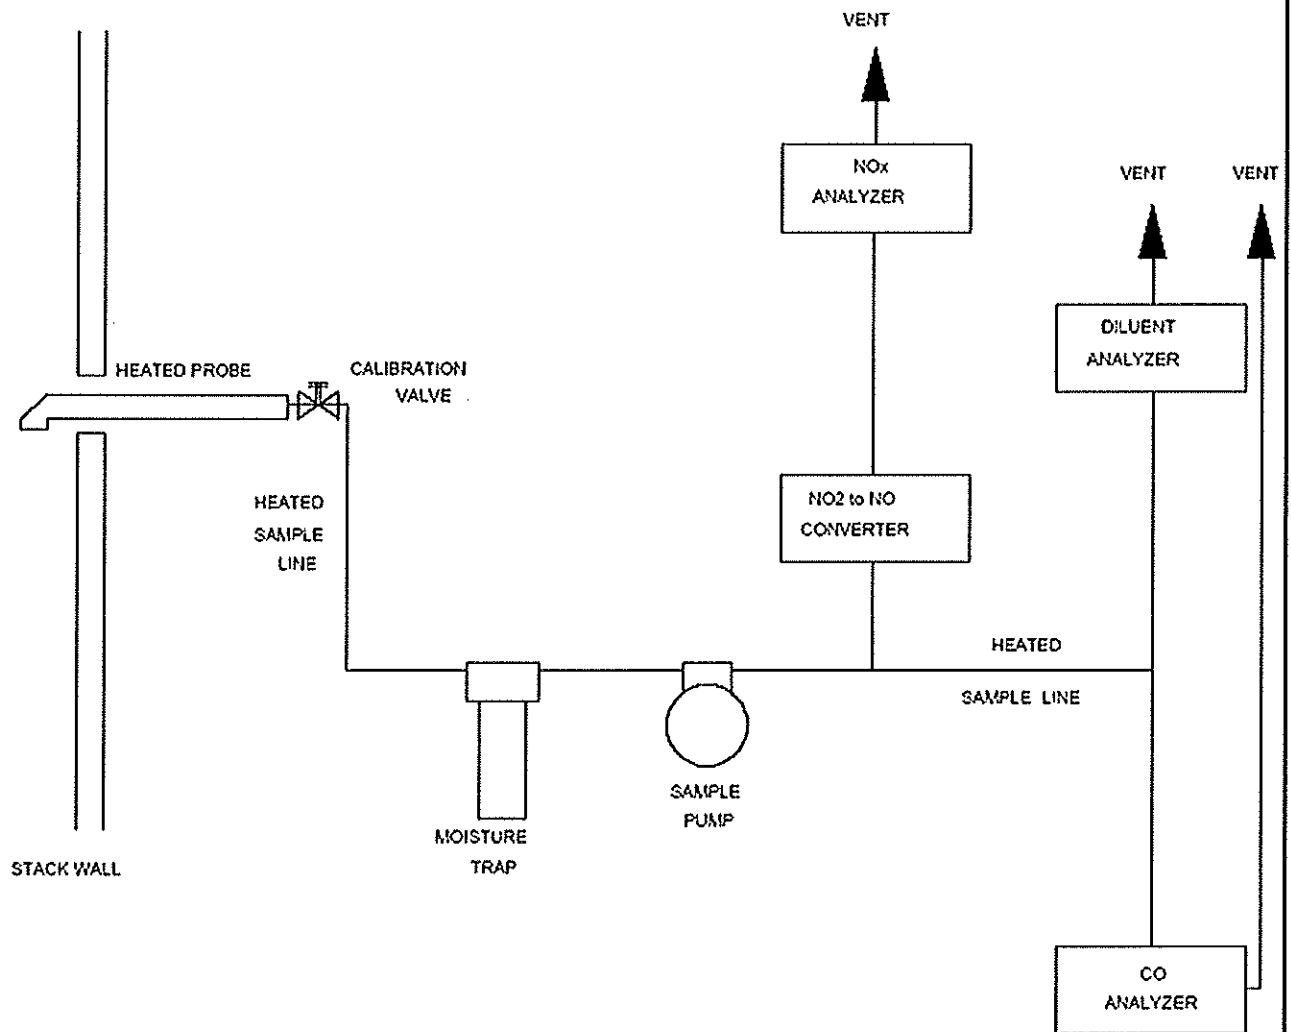 VENT
NOx
ANALYZER
VENT
VENT
DILUENT
ANALYZER
HEATED PROBE
CALIBRATION
VALVE
HEATED
SAMPLE
LINE
NO2 to NO
CONVERTER
HEATED
SAMPLE LINE
SAMPLE
PUMP
MOISTURE
TRAP
STACK WALL
CO
ANALYZER